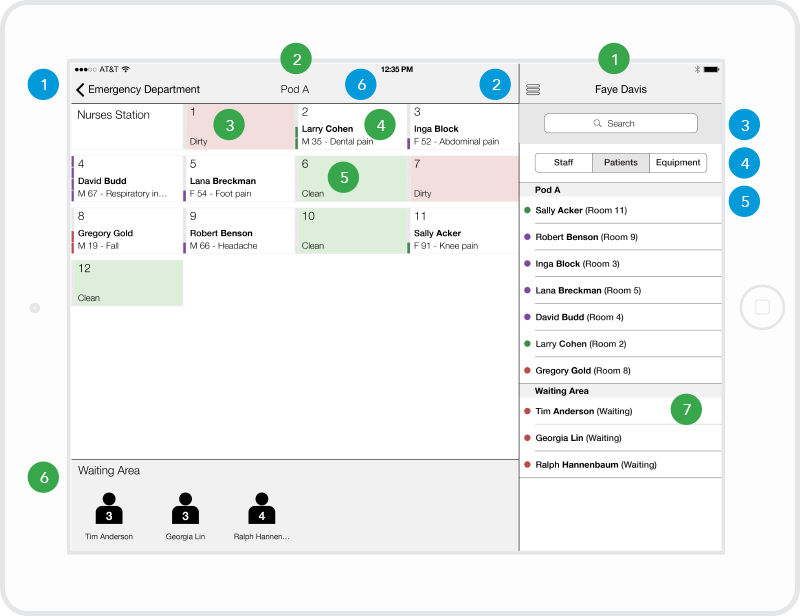 2
1
AT&T
12:35 PM
1
Emergency Department
Pod A
6
2
Faye Davis
Nurses Station
1
3
Dirty
2
4
Larry Cohen
M 35 - Dental pain
3
Inga Block
F 52 - Abdominal pain
Search
3
4
David Budd
M 67 - Respiratory in…
5
Lana Breckman
F 54 - Foot pain
6
5
Clean
7
Dirty
Staff
Patients
Equipment
4
Pod A
5
8
Gregory Gold
M 19 - Fall
9
Robert Benson
M 66 - Headache
10
Clean
11
Sally Acker
F 91 - Knee pain
12
Clean
Sally Acker (Room 11)
Robert Benson (Room 9)
Inga Block (Room 3)
Lana Breckman (Room 5)
David Budd (Room 4)
Larry Cohen (Room 2)
Gregory Gold (Room 8)
Waiting Area
Tim Anderson (Waiting)
7
Georgia Lin (Waiting)
Ralph Hannenbaum (Waiting)
6
Waiting Area
3
Tim Anderson
3
Georgia Lin
4
Ralph Hannen…